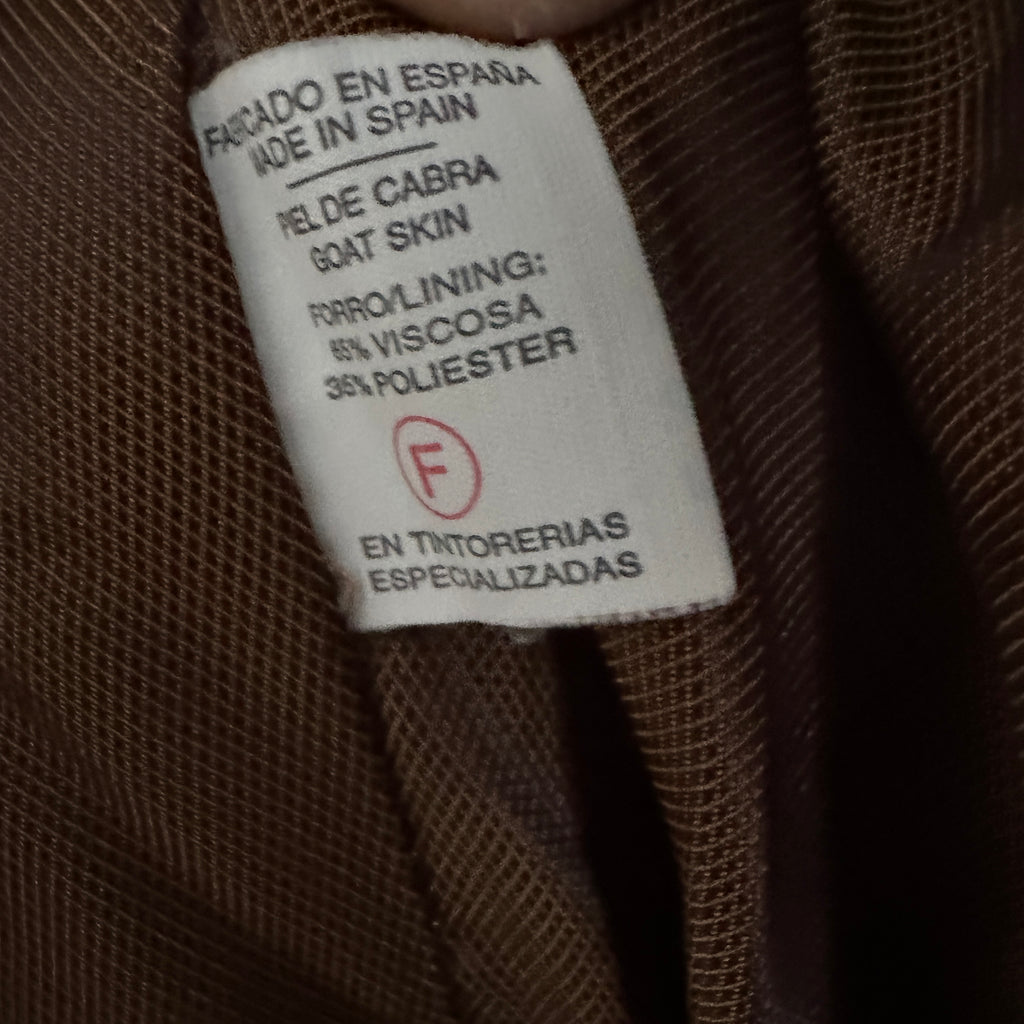 FABRICADO EN ESPAÑA
MADE IN SPAIN
PIEL DE CABRA
GOAT SKIN
FORRO/LINING:
65% VISCOSA
35% POLIESTER
F
EN TINTORERIAS
ESPECIALIZADAS